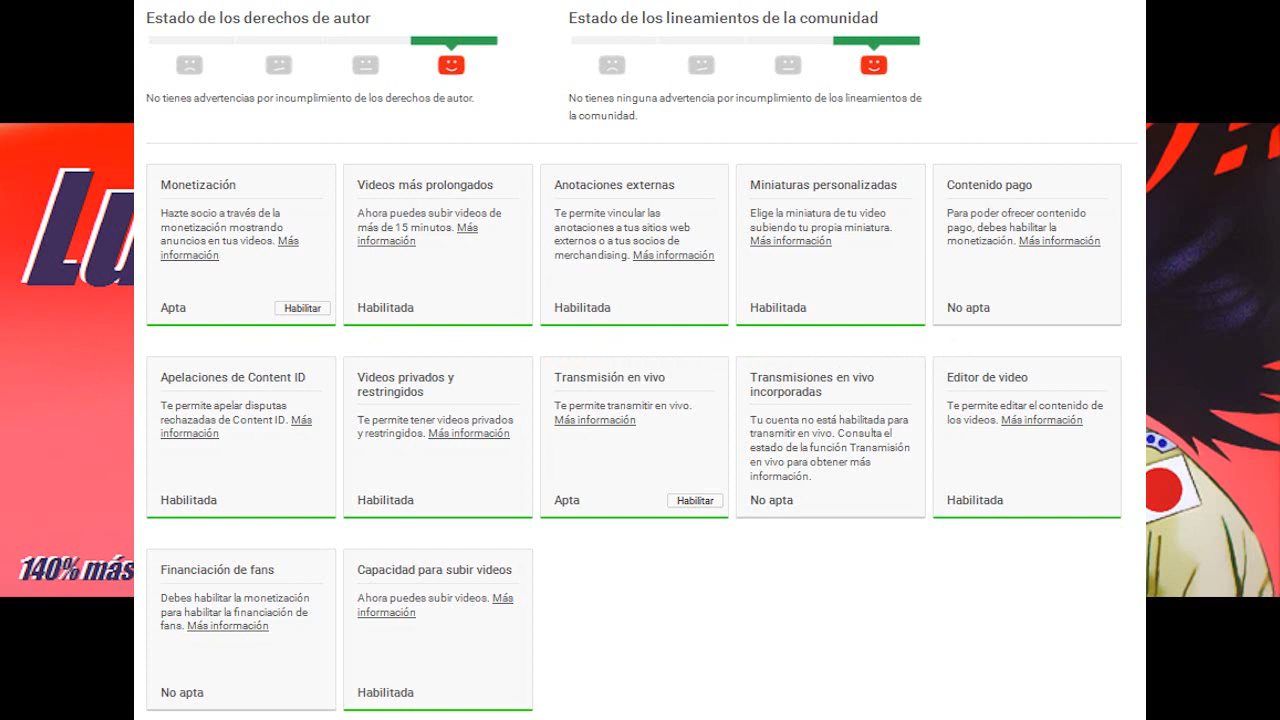 Estado de los derechos de autor
Estado de los lineamientos de la comunidad
No tienes advertencias por incumplimiento de los derechos de autor.
No tienes ninguna advertencia por incumplimiento de los lineamientos de
la comunidad.
Monetización
Hazte socio a través de la
monetización mostrando
anuncios en tus videos. Más
información
Apta
Habilitar
Videos más prolongados
Ahora puedes subir videos de
más de 15 minutos. Más
información
Habilitada
Anotaciones externas
Te permite vincular las
anotaciones a tus sitios web
externos o a tus socios de
merchandising. Más información
Habilitada
Miniaturas personalizadas
Elige la miniatura de tu video
subiendo tu propia miniatura.
Más información
Habilitada
Contenido pago
Para poder ofrecer contenido
pago, debes habilitar la
monetización. Más información
No apta
Apelaciones de Content ID
Te permite apelar disputas
rechazadas de Content ID. Más
información
Habilitada
Videos privados y
restringidos
Te permite tener videos privados
y restringidos. Más información
Habilitada
Transmisión en vivo
Te permite transmitir en vivo.
Más información
Apta
Habilitar
Transmisiones en vivo
incorporadas
Tu cuenta no está habilitada para
transmitir en vivo. Consulta el
estado de la función Transmisión
en vivo para obtener más
información.
No apta
Editor de video
Te permite editar el contenido de
los videos. Más información
Habilitada
Financiación de fans
Debes habilitar la monetización
para habilitar la financiación de
fans. Más información
No apta
Capacidad para subir videos
Ahora puedes subir videos. Más
información
Habilitada
Lu
140% más